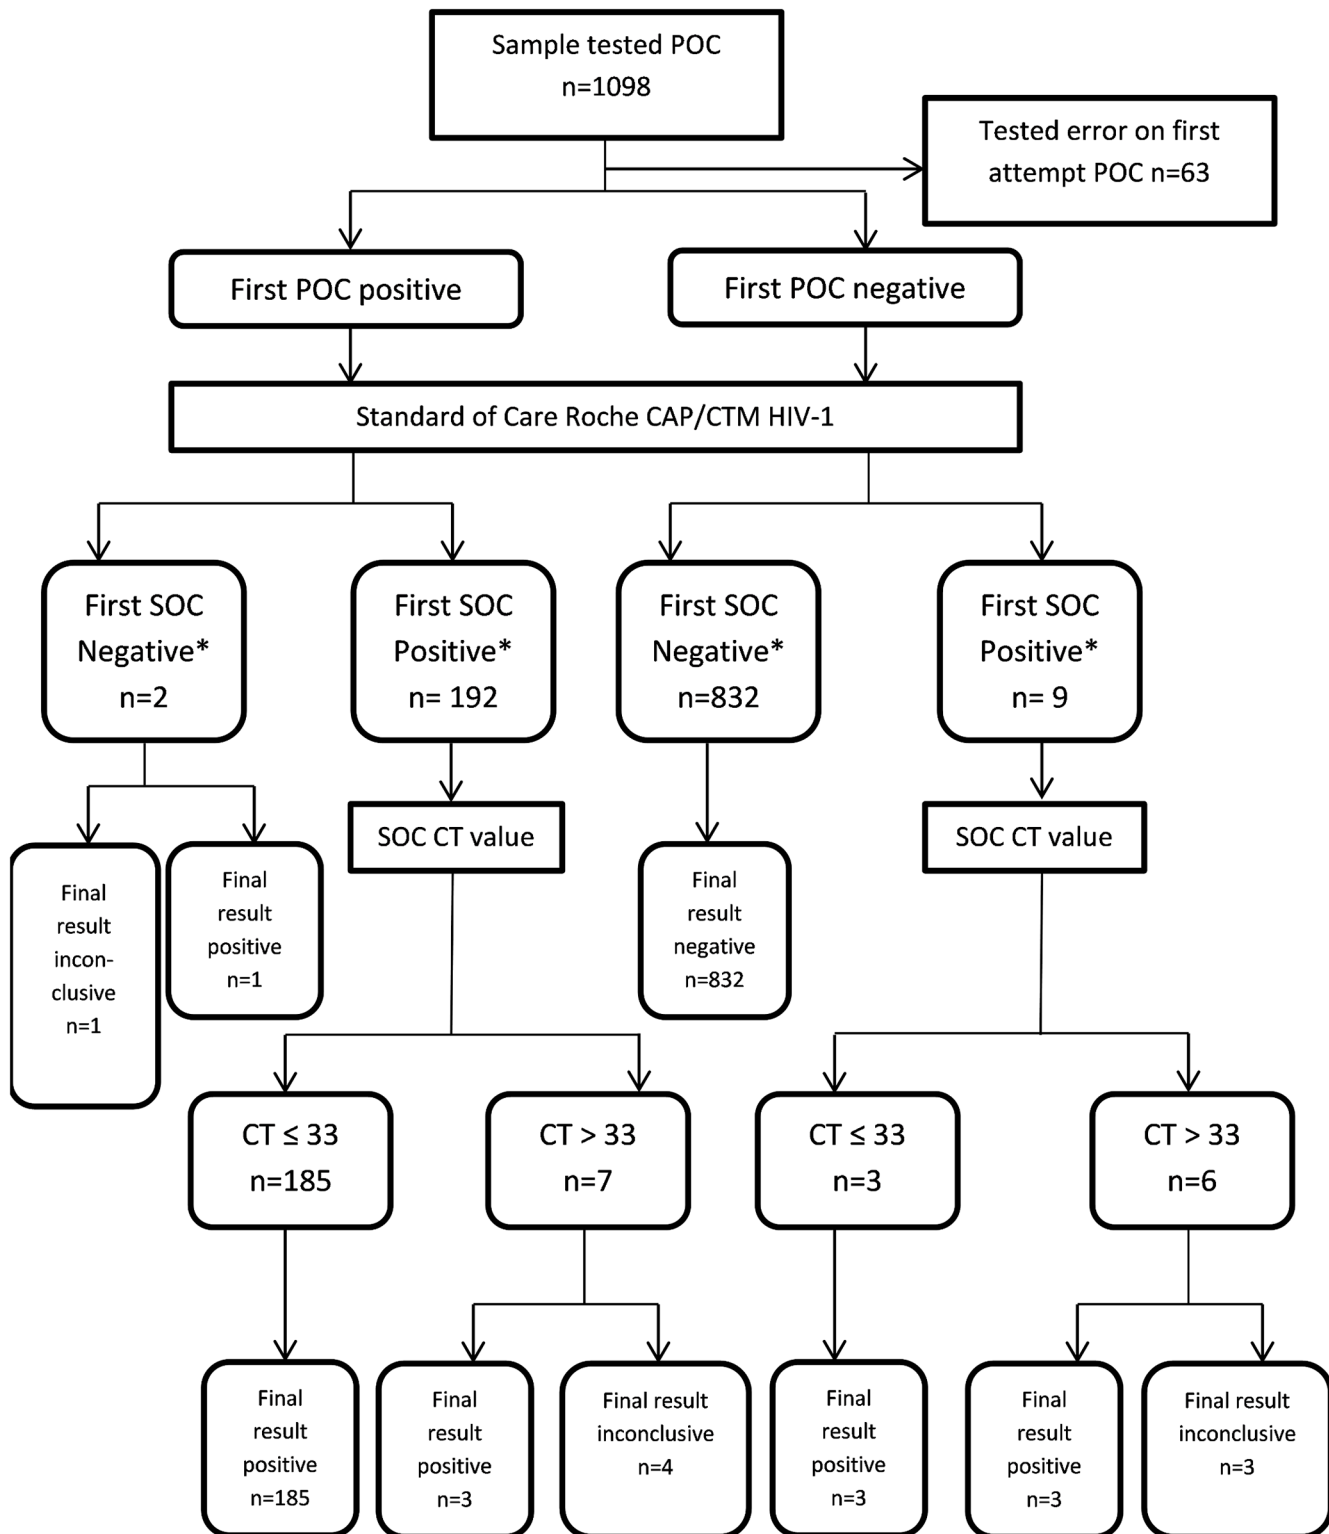 Sample tested POC
n=1098
Tested error on first
attempt POC n=63
First POC positive
First POC negative
Standard of Care Roche CAP/CTM HIV-1
First SOC
Negative*
n=2
First SOC
Positive*
n= 192
First SOC
Negative*
n=832
First SOC
Positive*
n= 9
SOC CT value
SOC CT value
Final
result
incon-
clusive
n=1
Final
result
positive
n=1
Final
result
negative
n=832
CT ≤ 33
n=185
CT > 33
n=7
CT ≤ 33
n=3
CT > 33
n=6
Final
result
positive
n=185
Final
result
positive
n=3
Final result
inconclusive
n=4
Final
result
positive
n=3
Final
result
positive
n=3
Final result
inconclusive
n=3